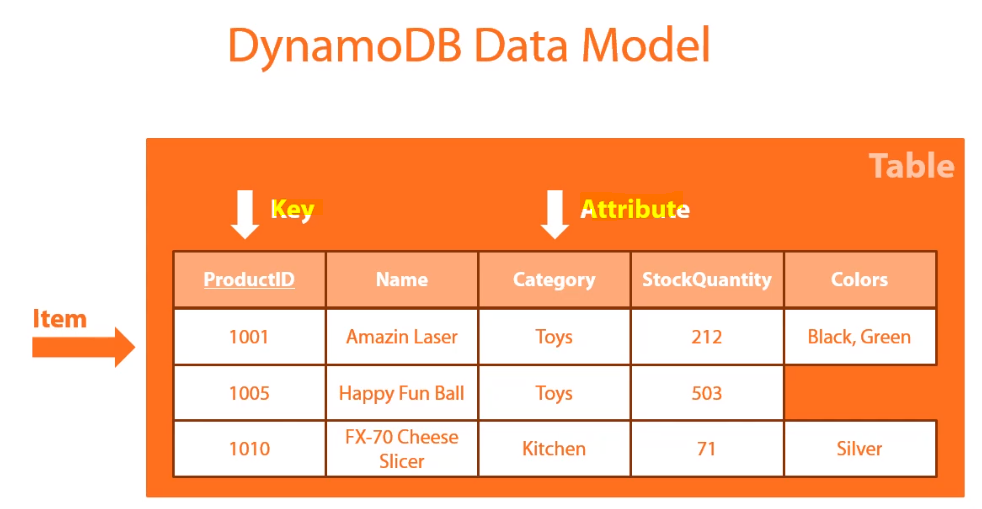 DynamoDB Data Model
Table
Key
Attribute
ProductID Name Category StockQuantity Colors
Item
1001 Amazin Laser Toys 212 Black, Green
1005 Happy Fun Ball Toys 503
1010 FX-70 Cheese
Slicer Kitchen 71 Silver